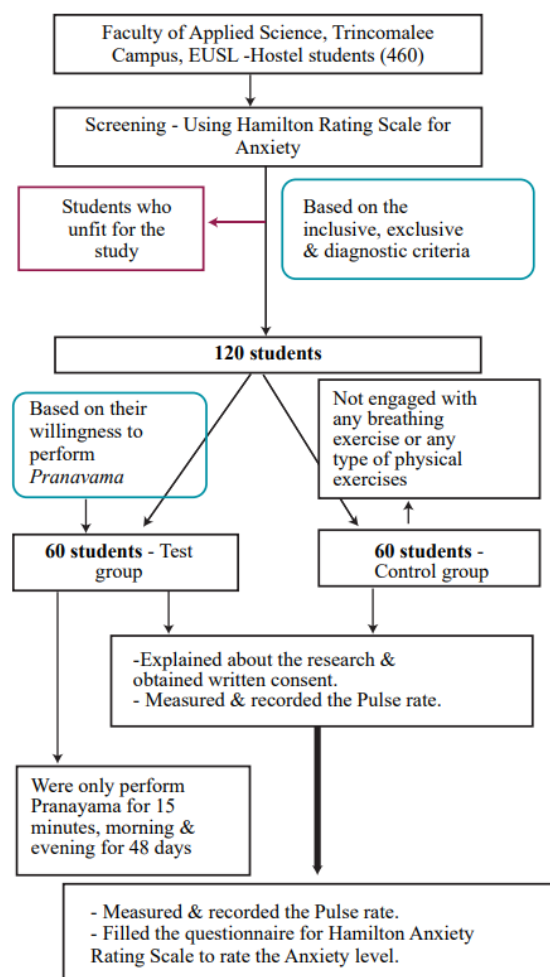 Faculty of Applied Science, Trincomalee
Campus, EUSL -Hostel students (460)
Screening - Using Hamilton Rating Scale for
Anxiety
Students who
unfit for the
study
Based on the
inclusive, exclusive
& diagnostic criteria
120 students
Based on their
willingness to
perform
Pranavama
Not engaged with
any breathing
exercise or any
type of physical
exercises
60 students - Test
group
60 students -
Control group
-Explained about the research &
obtained written consent.
- Measured & recorded the Pulse rate.
Were only perform
Pranayama for 15
minutes, morning &
evening for 48 days
- Measured & recorded the Pulse rate.
- Filled the questionnaire for Hamilton Anxiety
Rating Scale to rate the Anxiety level.